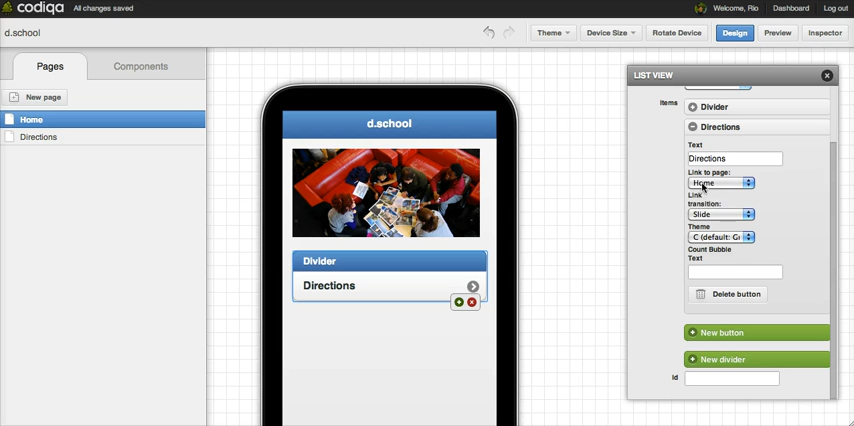 codiqa
All changes saved
Welcome, Rio
Dashboard
Log out
d.school
Theme
Device Size
Rotate Device
Design
Preview
Inspector
Pages
Components
New page
Home
Directions
d.school
Divider
Directions
LIST VIEW
Items
Divider
Directions
Text
Directions
Link to page:
Home
Link
transition:
Slide
Theme
C (default: Gr
Count Bubble
Text
Delete button
New button
New divider
Id